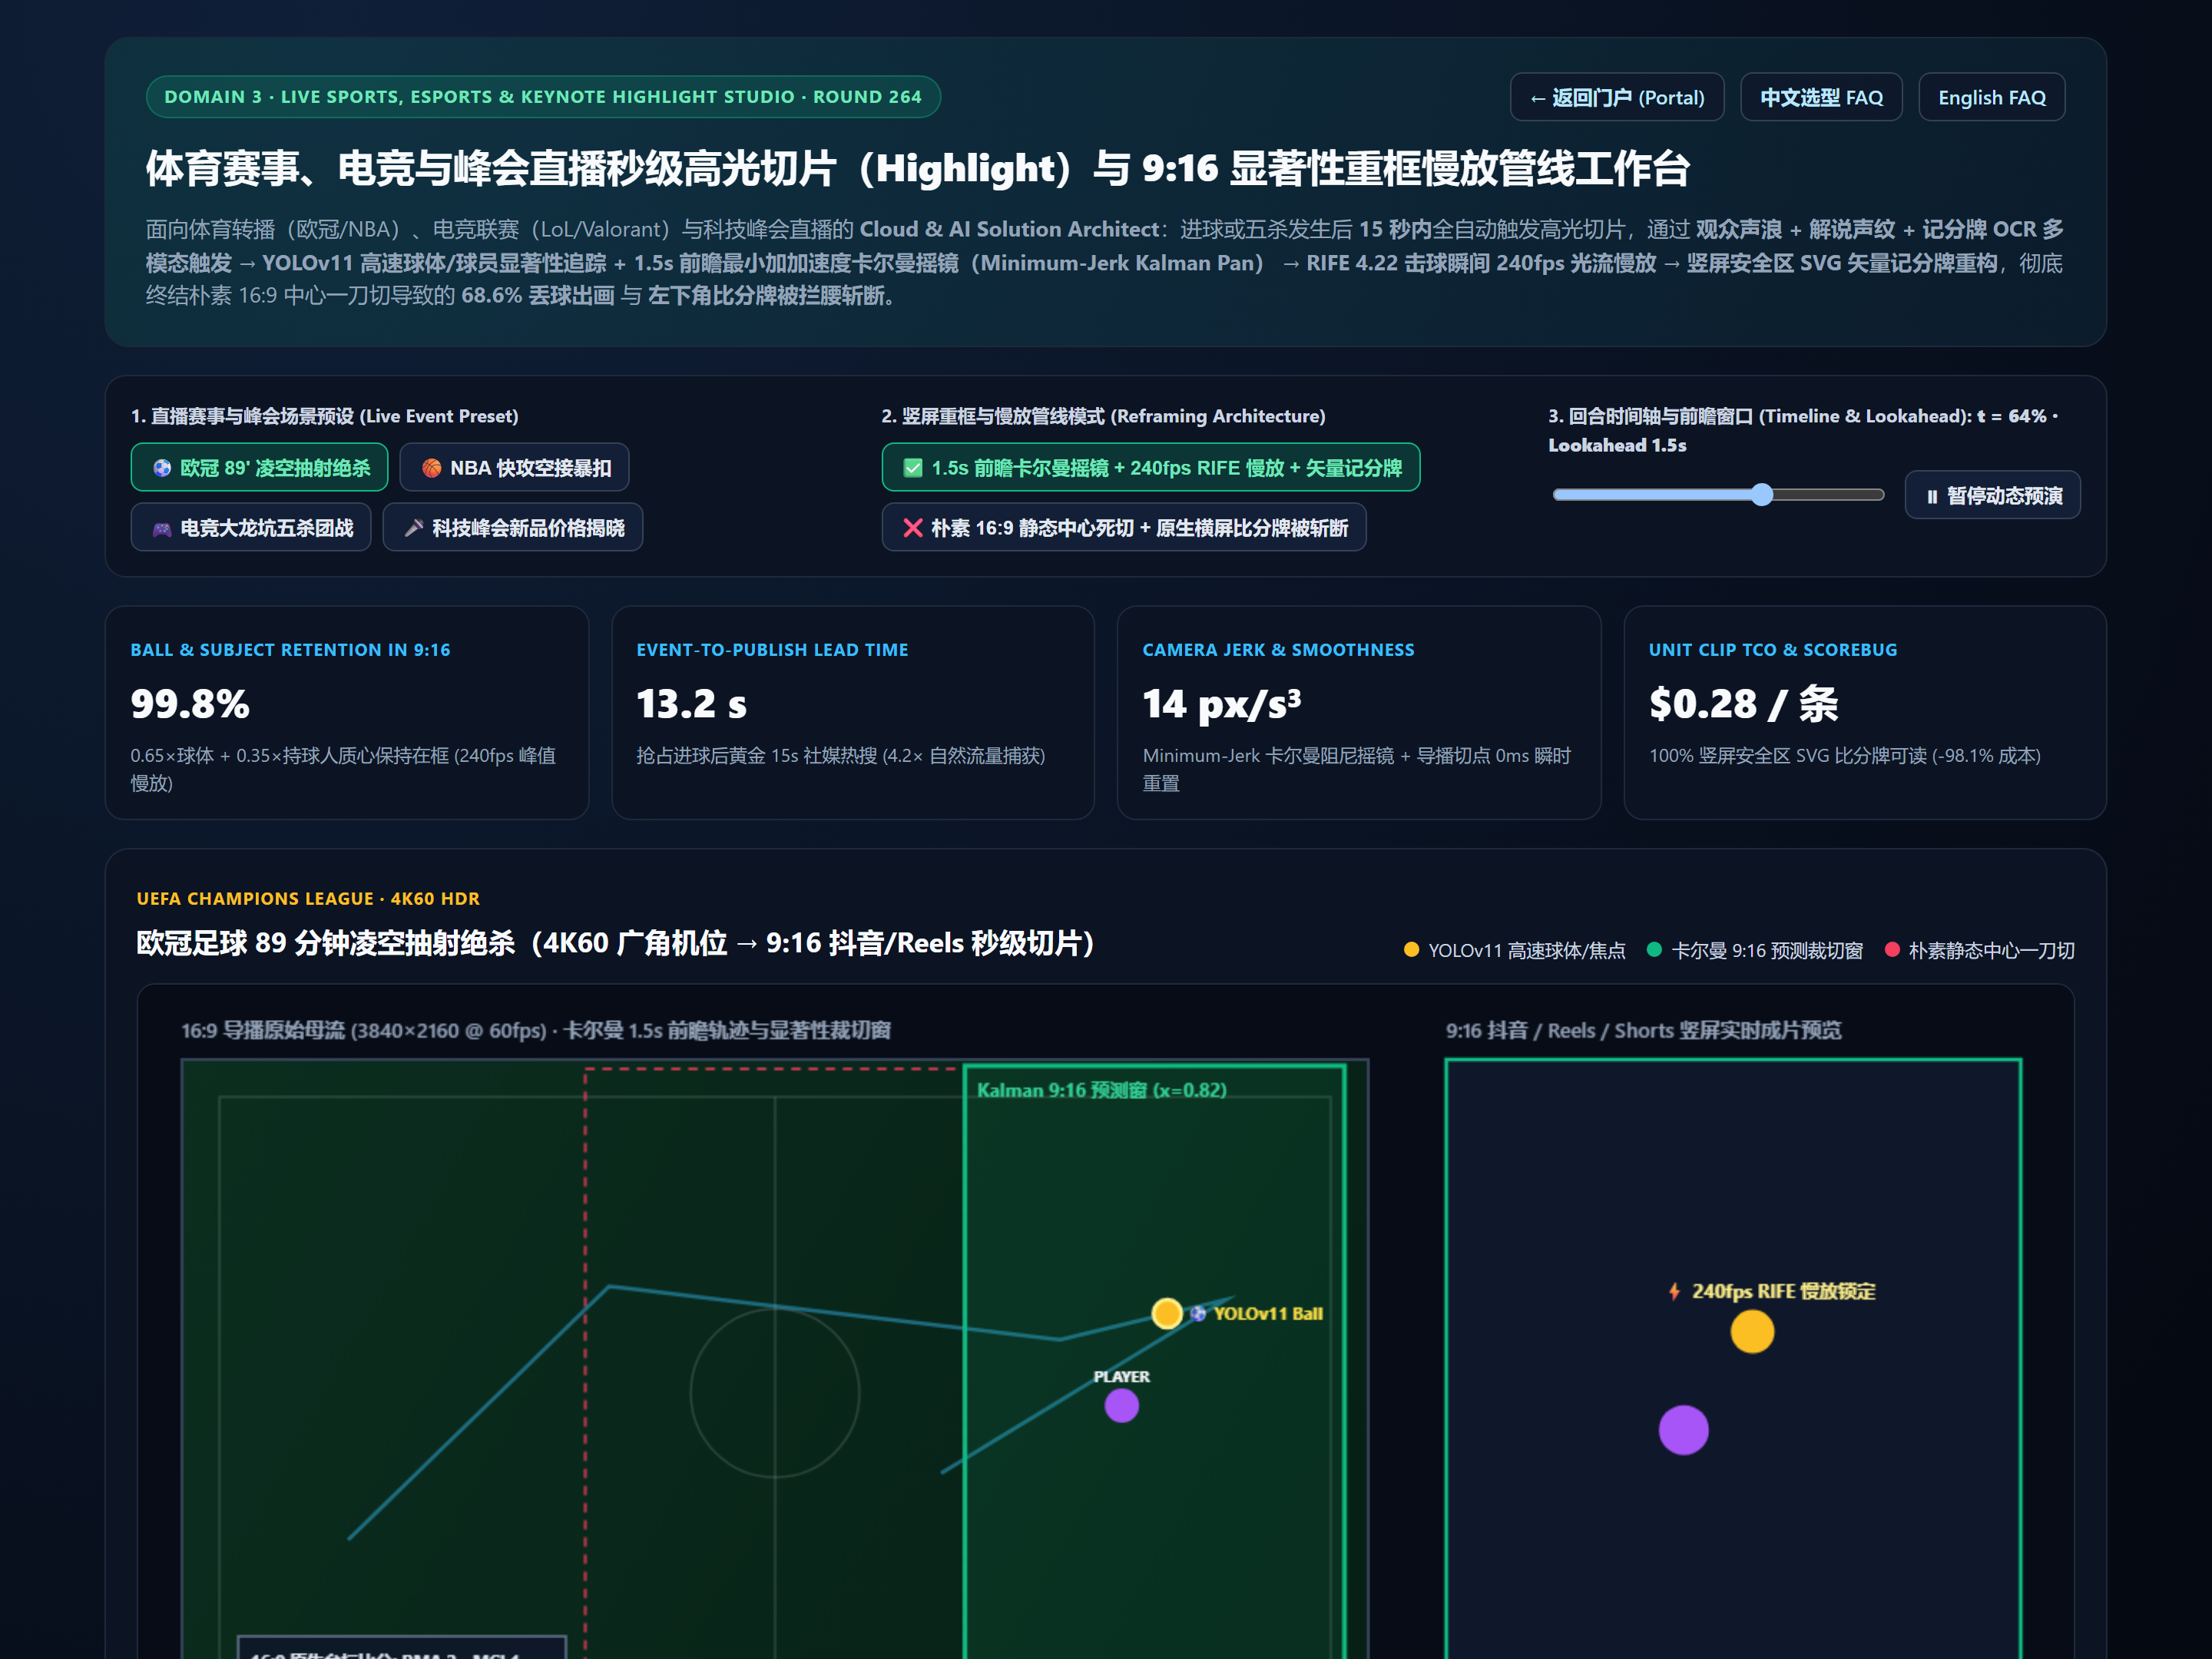 DOMAIN 3 · LIVE SPORTS, ESPORTS & KEYNOTE HIGHLIGHT STUDIO · ROUND 264
← 返回门户 (Portal)
中文选型 FAQ
English FAQ
体育赛事、电竞与峰会直播秒级高光切片（Highlight）与 9:16 显著性重框慢放管线工作台
面向体育转播（欧冠/NBA）、电竞联赛（LoL/Valorant）与科技峰会直播的 Cloud & AI Solution Architect：进球或五杀发生后 15 秒内全自动触发高光切片，通过 观众声浪 + 解说声纹 + 记分牌 OCR 多
模态触发 → YOLOv11 高速球体/球员显著性追踪 + 1.5s 前瞻最小加加速度卡尔曼摇镜（Minimum-Jerk Kalman Pan） → RIFE 4.22 击球瞬间 240fps 光流慢放 → 竖屏安全区 SVG 矢量记分牌重构，彻底
终结朴素 16:9 中心一刀切导致的 68.6% 丢球出画 与 左下角比分牌被拦腰斩断。
1. 直播赛事与峰会场景预设 (Live Event Preset)
⚽ 欧冠 89' 凌空抽射绝杀
🏀 NBA 快攻空接暴扣
🎮 电竞大龙坑五杀团战
🎤 科技峰会新品价格揭晓
2. 竖屏重框与慢放管线模式 (Reframing Architecture)
✅ 1.5s 前瞻卡尔曼摇镜 + 240fps RIFE 慢放 + 矢量记分牌
❌ 朴素 16:9 静态中心死切 + 原生横屏比分牌被斩断
3. 回合时间轴与前瞻窗口 (Timeline & Lookahead): t = 64% ·
Lookahead 1.5s
⏸ 暂停动态预演
BALL & SUBJECT RETENTION IN 9:16
99.8%
0.65×球体 + 0.35×持球人质心保持在框 (240fps 峰值
慢放)
EVENT-TO-PUBLISH LEAD TIME
13.2 s
抢占进球后黄金 15s 社媒热搜 (4.2× 自然流量捕获)
CAMERA JERK & SMOOTHNESS
14 px/s³
Minimum-Jerk 卡尔曼阻尼摇镜 + 导播切点 0ms 瞬时
重置
UNIT CLIP TCO & SCOREBUG
$0.28 / 条
100% 竖屏安全区 SVG 比分牌可读 (-98.1% 成本)
UEFA CHAMPIONS LEAGUE · 4K60 HDR
欧冠足球 89 分钟凌空抽射绝杀（4K60 广角机位 → 9:16 抖音/Reels 秒级切片）
YOLOv11 高速球体/焦点
卡尔曼 9:16 预测裁切窗
朴素静态中心一刀切
16:9 导播原始母流 (3840×2160 @ 60fps) · 卡尔曼 1.5s 前瞻轨迹与显著性裁切窗
9:16 抖音 / Reels / Shorts 竖屏实时成片预览
Kalman 9:16 预测窗 (x=0.82)
⚽ YOLOv11 Ball
PLAYER
⚡ 240fps RIFE 慢放锁定